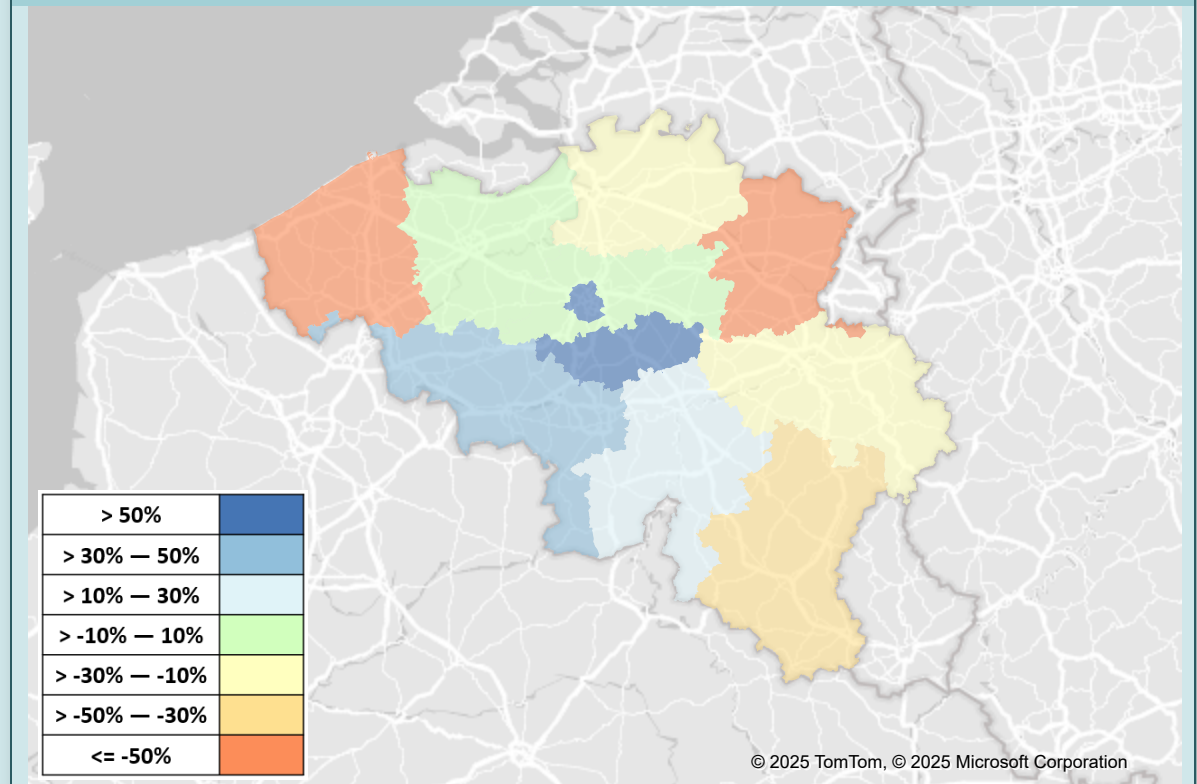 > 50%
> 30% — 50%
> 10% — 30%
> -10% — 10%
> -30% — -10%
> -50% — -30%
<= -50%
© 2025 TomTom, © 2025 Microsoft Corporation